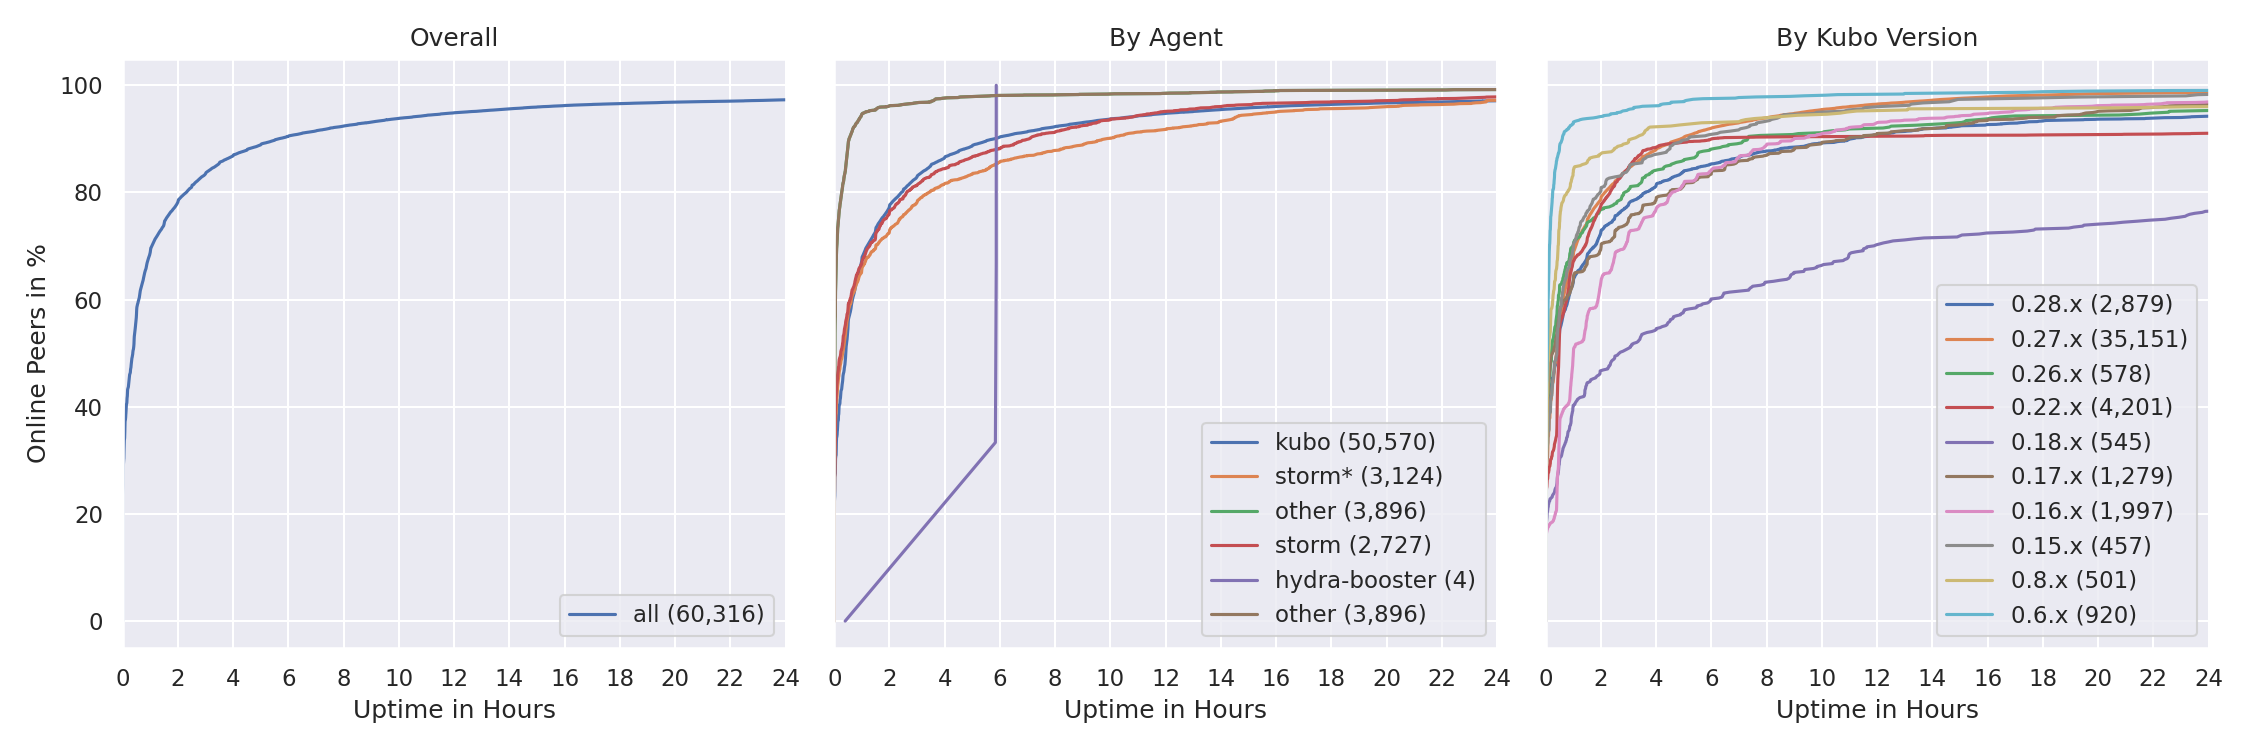 Overall
By Agent
By Kubo Version
Online Peers in %
100
80
60
40
20
0
all (60,316)
kubo (50,570)
storm* (3,124)
other (3,896)
storm (2,727)
hydra-booster (4)
other (3,896)
0.28.x (2,879)
0.27.x (35,151)
0.26.x (578)
0.22.x (4,201)
0.18.x (545)
0.17.x (1,279)
0.16.x (1,997)
0.15.x (457)
0.8.x (501)
0.6.x (920)
0 2 4 6 8 10 12 14 16 18 20 22 24
0 2 4 6 8 10 12 14 16 18 20 22 24
0 2 4 6 8 10 12 14 16 18 20 22 24
Uptime in Hours
Uptime in Hours
Uptime in Hours